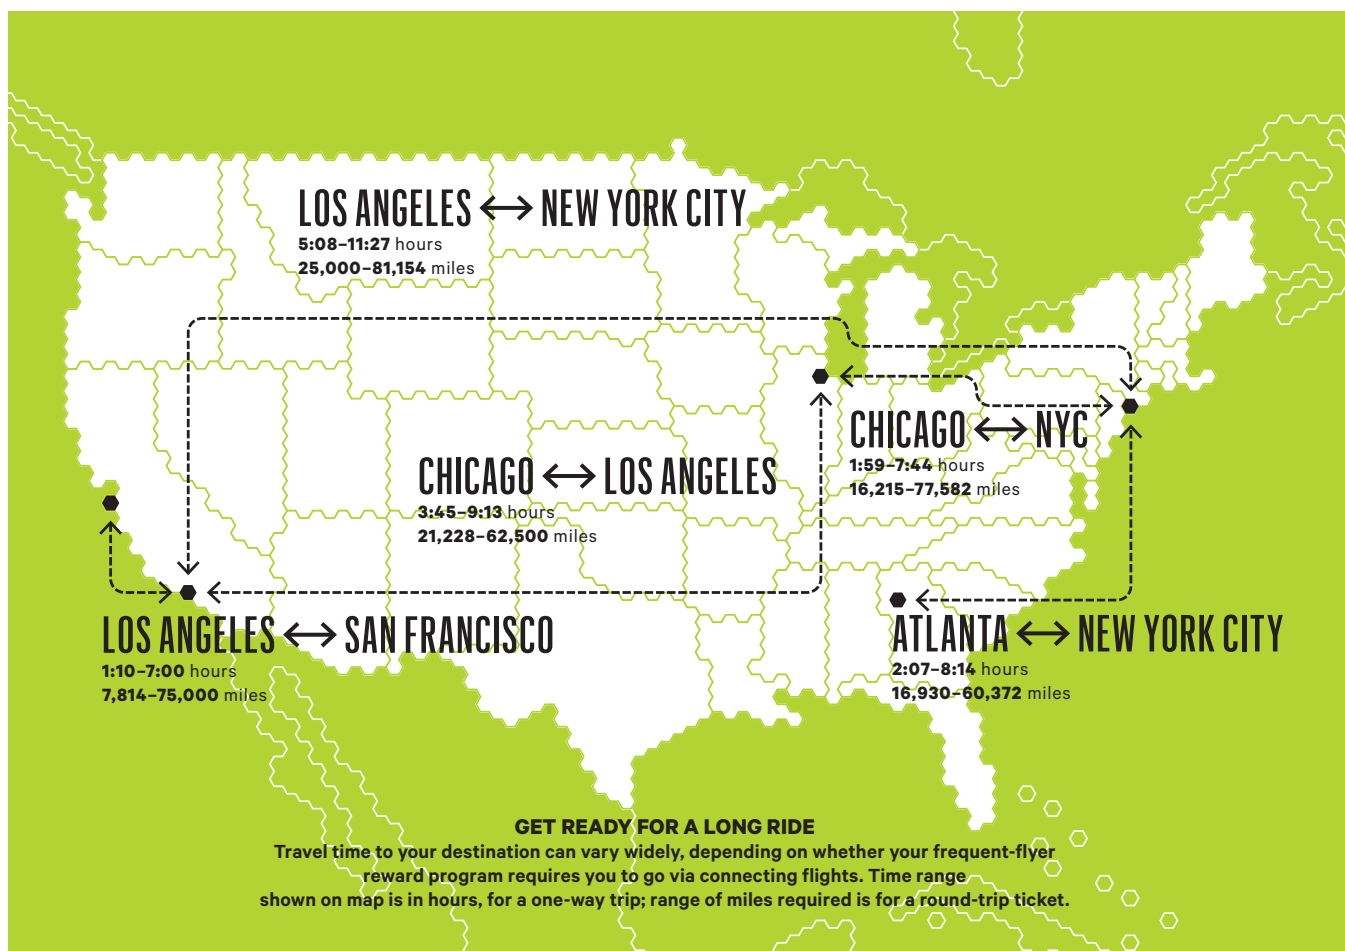 LOS ANGELES ↔ NEW YORK CITY
5:08–11:27 hours
25,000–81,154 miles
CHICAGO ↔ NYC
1:59–7:44 hours
16,215–77,582 miles
CHICAGO ↔ LOS ANGELES
3:45–9:13 hours
21,228–62,500 miles
LOS ANGELES ↔ SAN FRANCISCO
1:10–7:00 hours
7,814–75,000 miles
ATLANTA ↔ NEW YORK CITY
2:07–8:14 hours
16,930–60,372 miles
GET READY FOR A LONG RIDE
Travel time to your destination can vary widely, depending on whether your frequent-flyer
reward program requires you to go via connecting flights. Time range
shown on map is in hours, for a one-way trip; range of miles required is for a round-trip ticket.